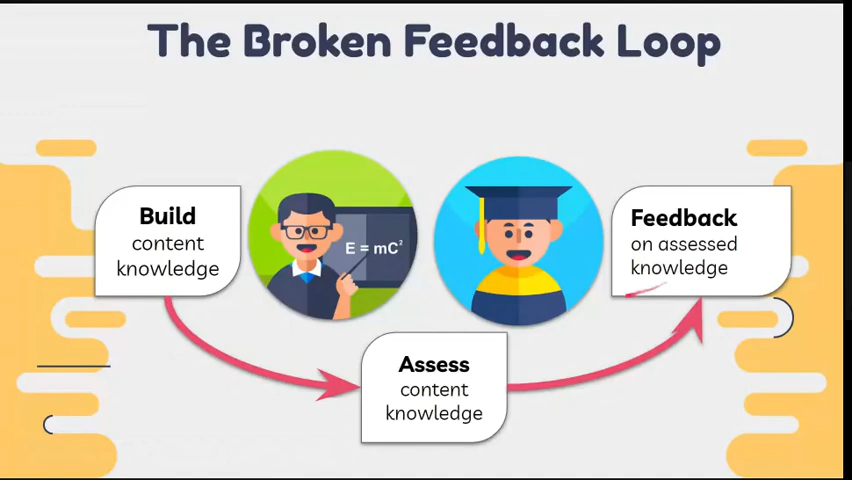 The Broken Feedback Loop
Build
content
knowledge
E = mC²
Feedback
on assessed
knowledge
Assess
content
knowledge